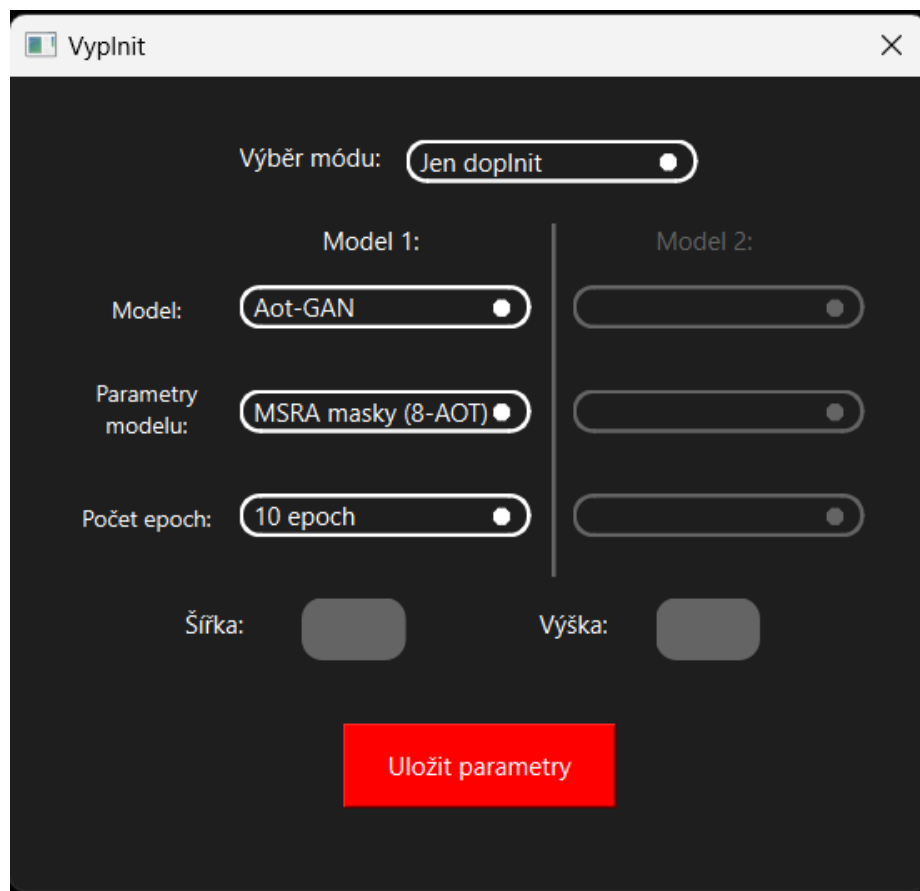 Vyplnit
Výběr módu: Jen doplnit
Model 1: Model 2:
Model: Aot-GAN
Parametry
modelu: MSRA masky (8-AOT)
Počet epoch: 10 epoch
Šířka: Výška:
Uložit parametry